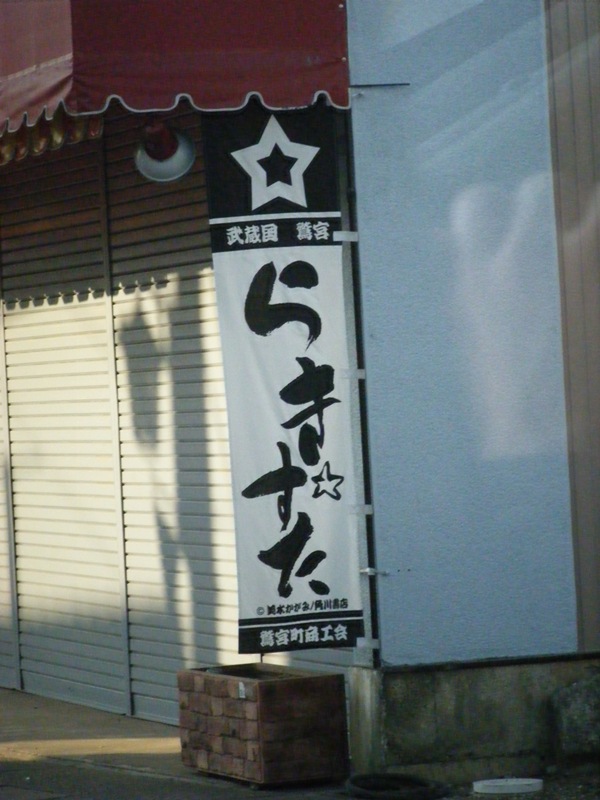 武蔵国 鷲宮
らき☆すた
© 美水かがみ/角川書店
鷲宮町商工会